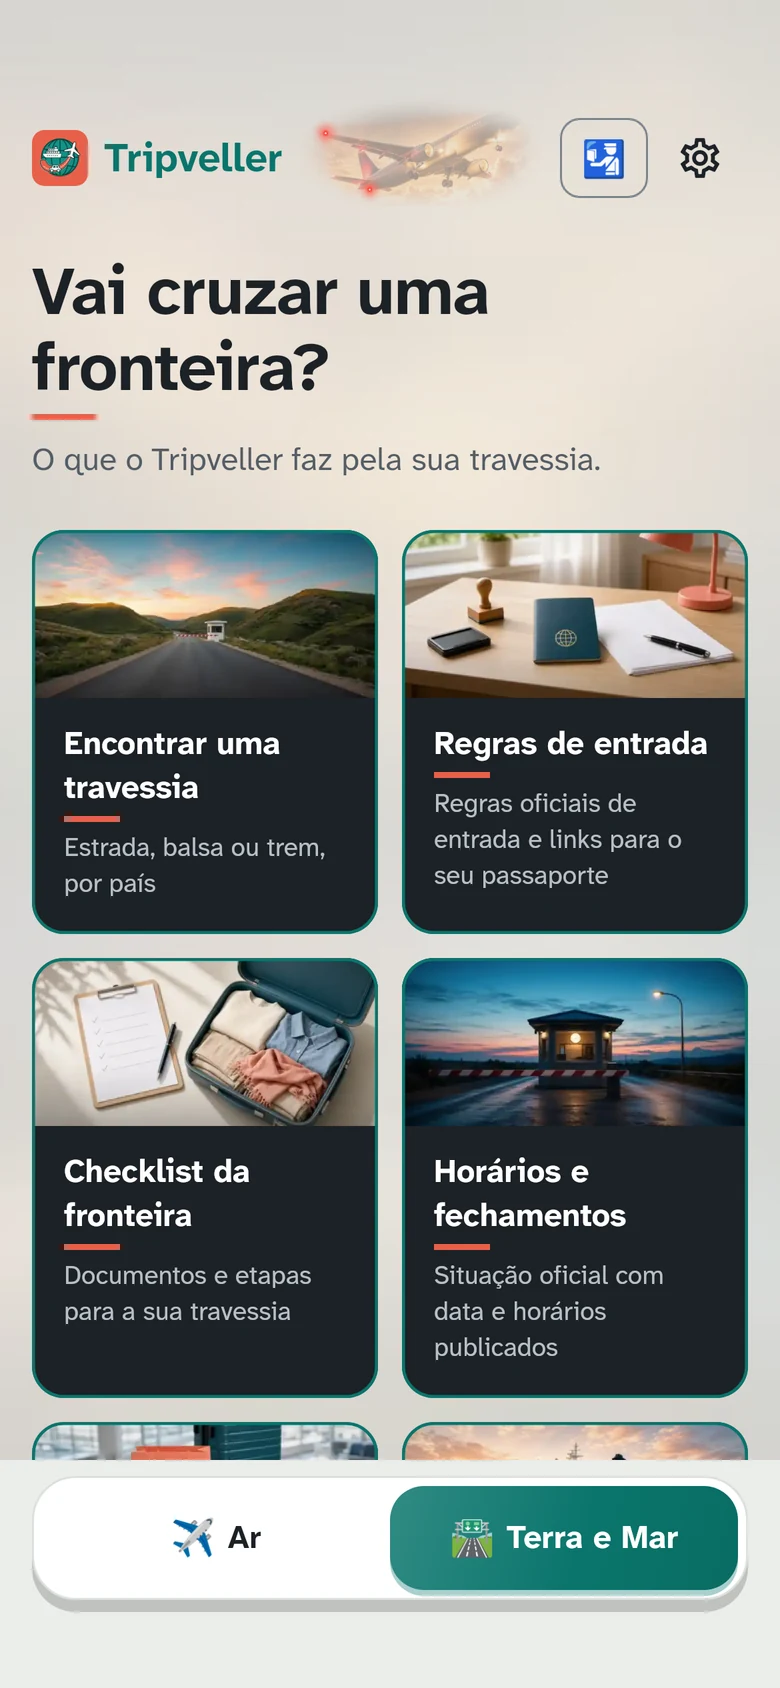 Tripveller
Vai cruzar uma
fronteira?
O que o Tripveller faz pela sua travessia.
Encontrar uma
travessia
Estrada, balsa ou trem,
por país
Regras de entrada
Regras oficiais de
entrada e links para o
seu passaporte
Checklist da
fronteira
Documentos e etapas
para a sua travessia
Horários e
fechamentos
Situação oficial com
data e horários
publicados
Ar
Terra e Mar